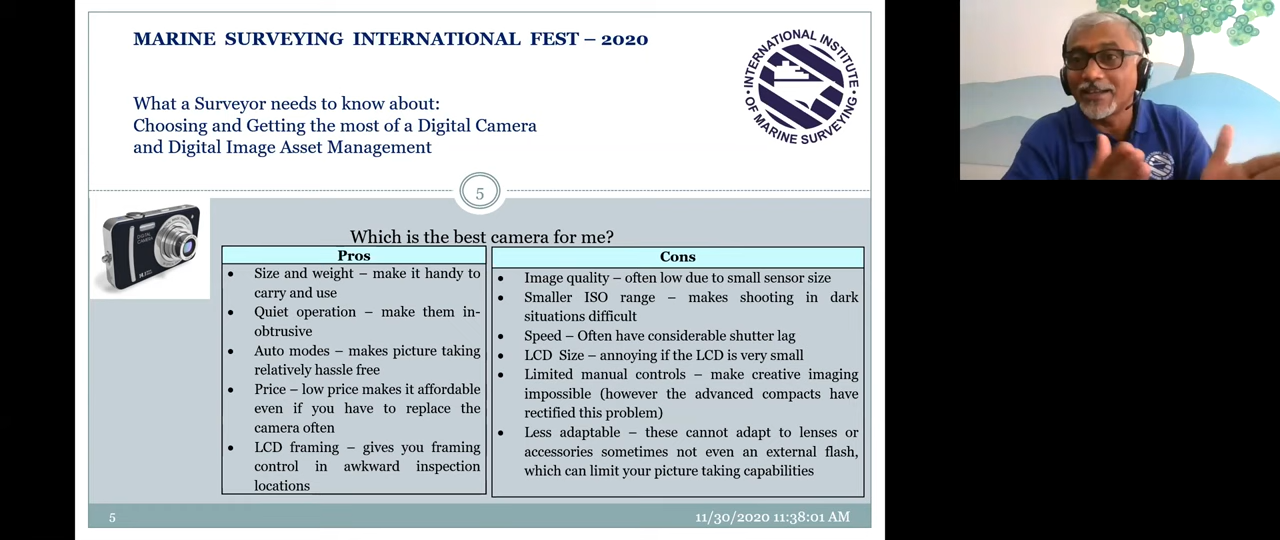 MARINE SURVEYING INTERNATIONAL FEST – 2020
INTERNATIONAL INSTITUTE
• OF MARINE SURVEYING •
What a Surveyor needs to know about:
Choosing and Getting the most of a Digital Camera
and Digital Image Asset Management
5
DIGITAL
CAMERA
Which is the best camera for me?
Pros
• Size and weight – make it handy to
carry and use
• Quiet operation – make them in-
obtrusive
• Auto modes – makes picture taking
relatively hassle free
• Price – low price makes it affordable
even if you have to replace the
camera often
• LCD framing – gives you framing
control in awkward inspection
locations
Cons
• Image quality – often low due to small sensor size
• Smaller ISO range – makes shooting in dark
situations difficult
• Speed – Often have considerable shutter lag
• LCD Size – annoying if the LCD is very small
• Limited manual controls – make creative imaging
impossible (however the advanced compacts have
rectified this problem)
• Less adaptable – these cannot adapt to lenses or
accessories sometimes not even an external flash,
which can limit your picture taking capabilities
5
11/30/2020 11:38:01 AM